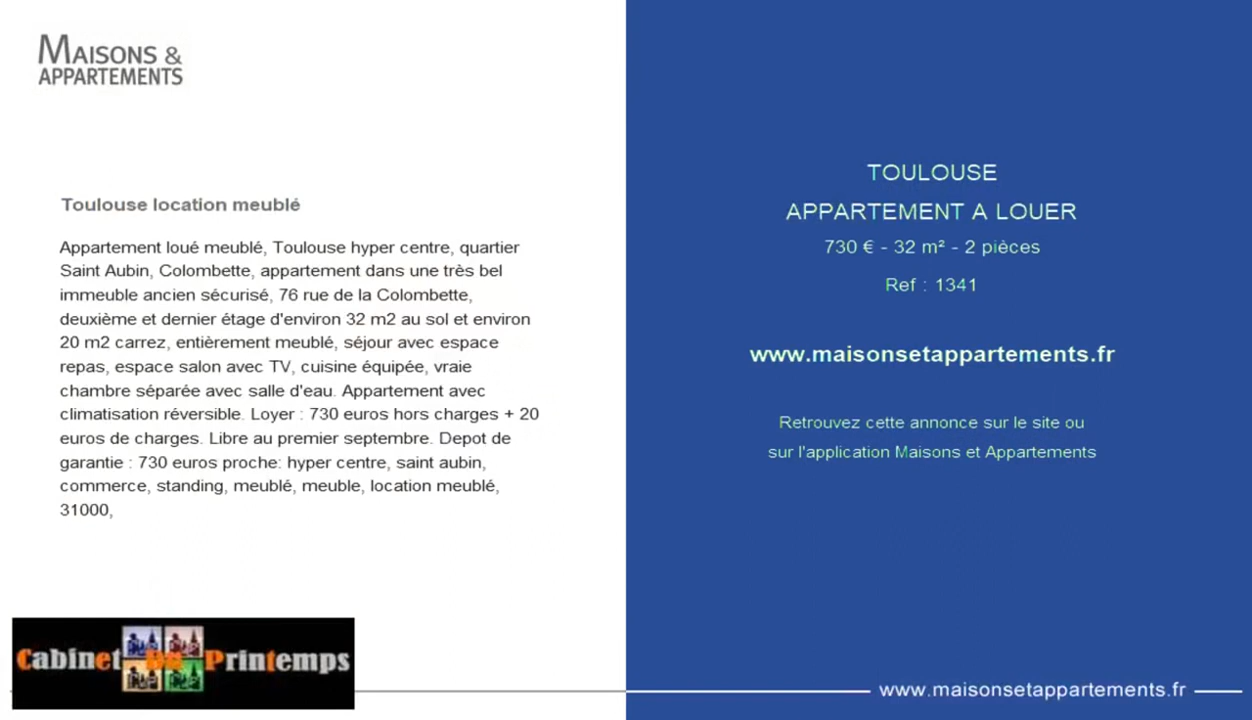 MAISONS &
APPARTEMENTS
Toulouse location meublé
Appartement loué meublé, Toulouse hyper centre, quartier
Saint Aubin, Colombette, appartement dans une très bel
immeuble ancien sécurisé, 76 rue de la Colombette,
deuxième et dernier étage d'environ 32 m2 au sol et environ
20 m2 carrez, entièrement meublé, séjour avec espace
repas, espace salon avec TV, cuisine équipée, vraie
chambre séparée avec salle d'eau. Appartement avec
climatisation réversible. Loyer : 730 euros hors charges + 20
euros de charges. Libre au premier septembre. Depot de
garantie : 730 euros proche: hyper centre, saint aubin,
commerce, standing, meublé, meuble, location meublé,
31000,
Cabinet Du Printemps
TOULOUSE
APPARTEMENT A LOUER
730 € - 32 m² - 2 pièces
Ref : 1341
www.maisonsetappartements.fr
Retrouvez cette annonce sur le site ou
sur l'application Maisons et Appartements
www.maisonsetappartements.fr